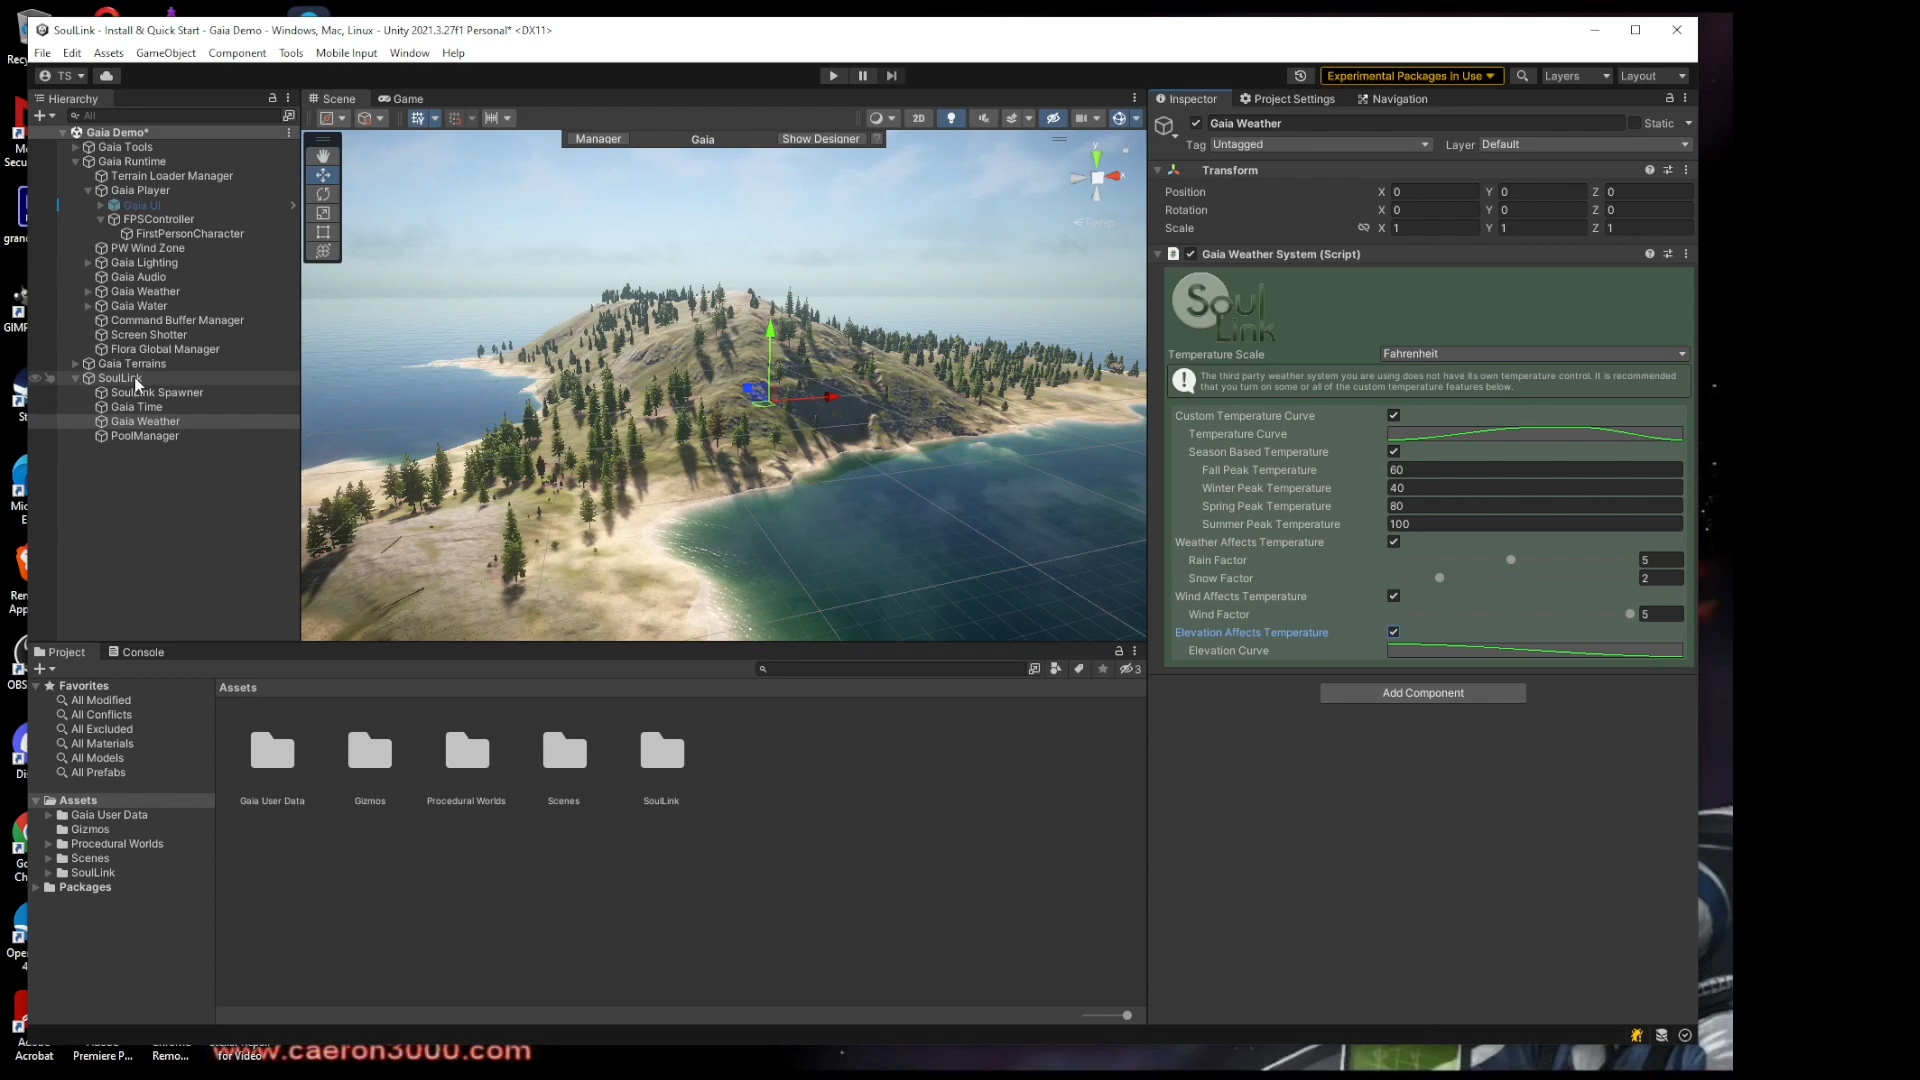 SoulLink - Install & Quick Start - Gaia Demo - Windows, Mac, Linux - Unity 2021.3.27f1 Personal* <DX11>
File Edit Assets GameObject Component Tools Mobile Input Window Help
TS Experimental Packages In Use Layers Layout
Hierarchy Scene Game Inspector Project Settings Navigation
All 2D
Gaia Demo*
Gaia Tools
Gaia Runtime
Terrain Loader Manager
Gaia Player
Gaia UI
FPSController
FirstPersonCharacter
PW Wind Zone
Gaia Lighting
Gaia Audio
Gaia Weather
Gaia Water
Command Buffer Manager
Screen Shotter
Flora Global Manager
Gaia Terrains
SoulLink
SoulLink Spawner
Gaia Time
Gaia Weather
PoolManager
Manager Gaia Show Designer
y
x
Persp
Gaia Weather Static
Tag Untagged Layer Default
Transform
Position X 0 Y 0 Z 0
Rotation X 0 Y 0 Z 0
Scale X 1 Y 1 Z 1
Gaia Weather System (Script)
Soul
Link
Temperature Scale Fahrenheit
The third party weather system you are using does not have its own temperature control. It is recommended
that you turn on some or all of the custom temperature features below.
Custom Temperature Curve
Temperature Curve
Season Based Temperature
Fall Peak Temperature 60
Winter Peak Temperature 40
Spring Peak Temperature 80
Summer Peak Temperature 100
Weather Affects Temperature
Rain Factor 5
Snow Factor 2
Wind Affects Temperature
Wind Factor 5
Elevation Affects Temperature
Elevation Curve
Add Component
Project Console
3
Favorites
All Modified
All Conflicts
All Excluded
All Materials
All Models
All Prefabs
Assets
Gaia User Data
Gizmos
Procedural Worlds
Scenes
SoulLink
Packages
Assets
Gaia User Data Gizmos Procedural Worlds Scenes SoulLink
GIMP
OBS
Acrobat Premiere P... Remo... for Video
www.caeron3000.com